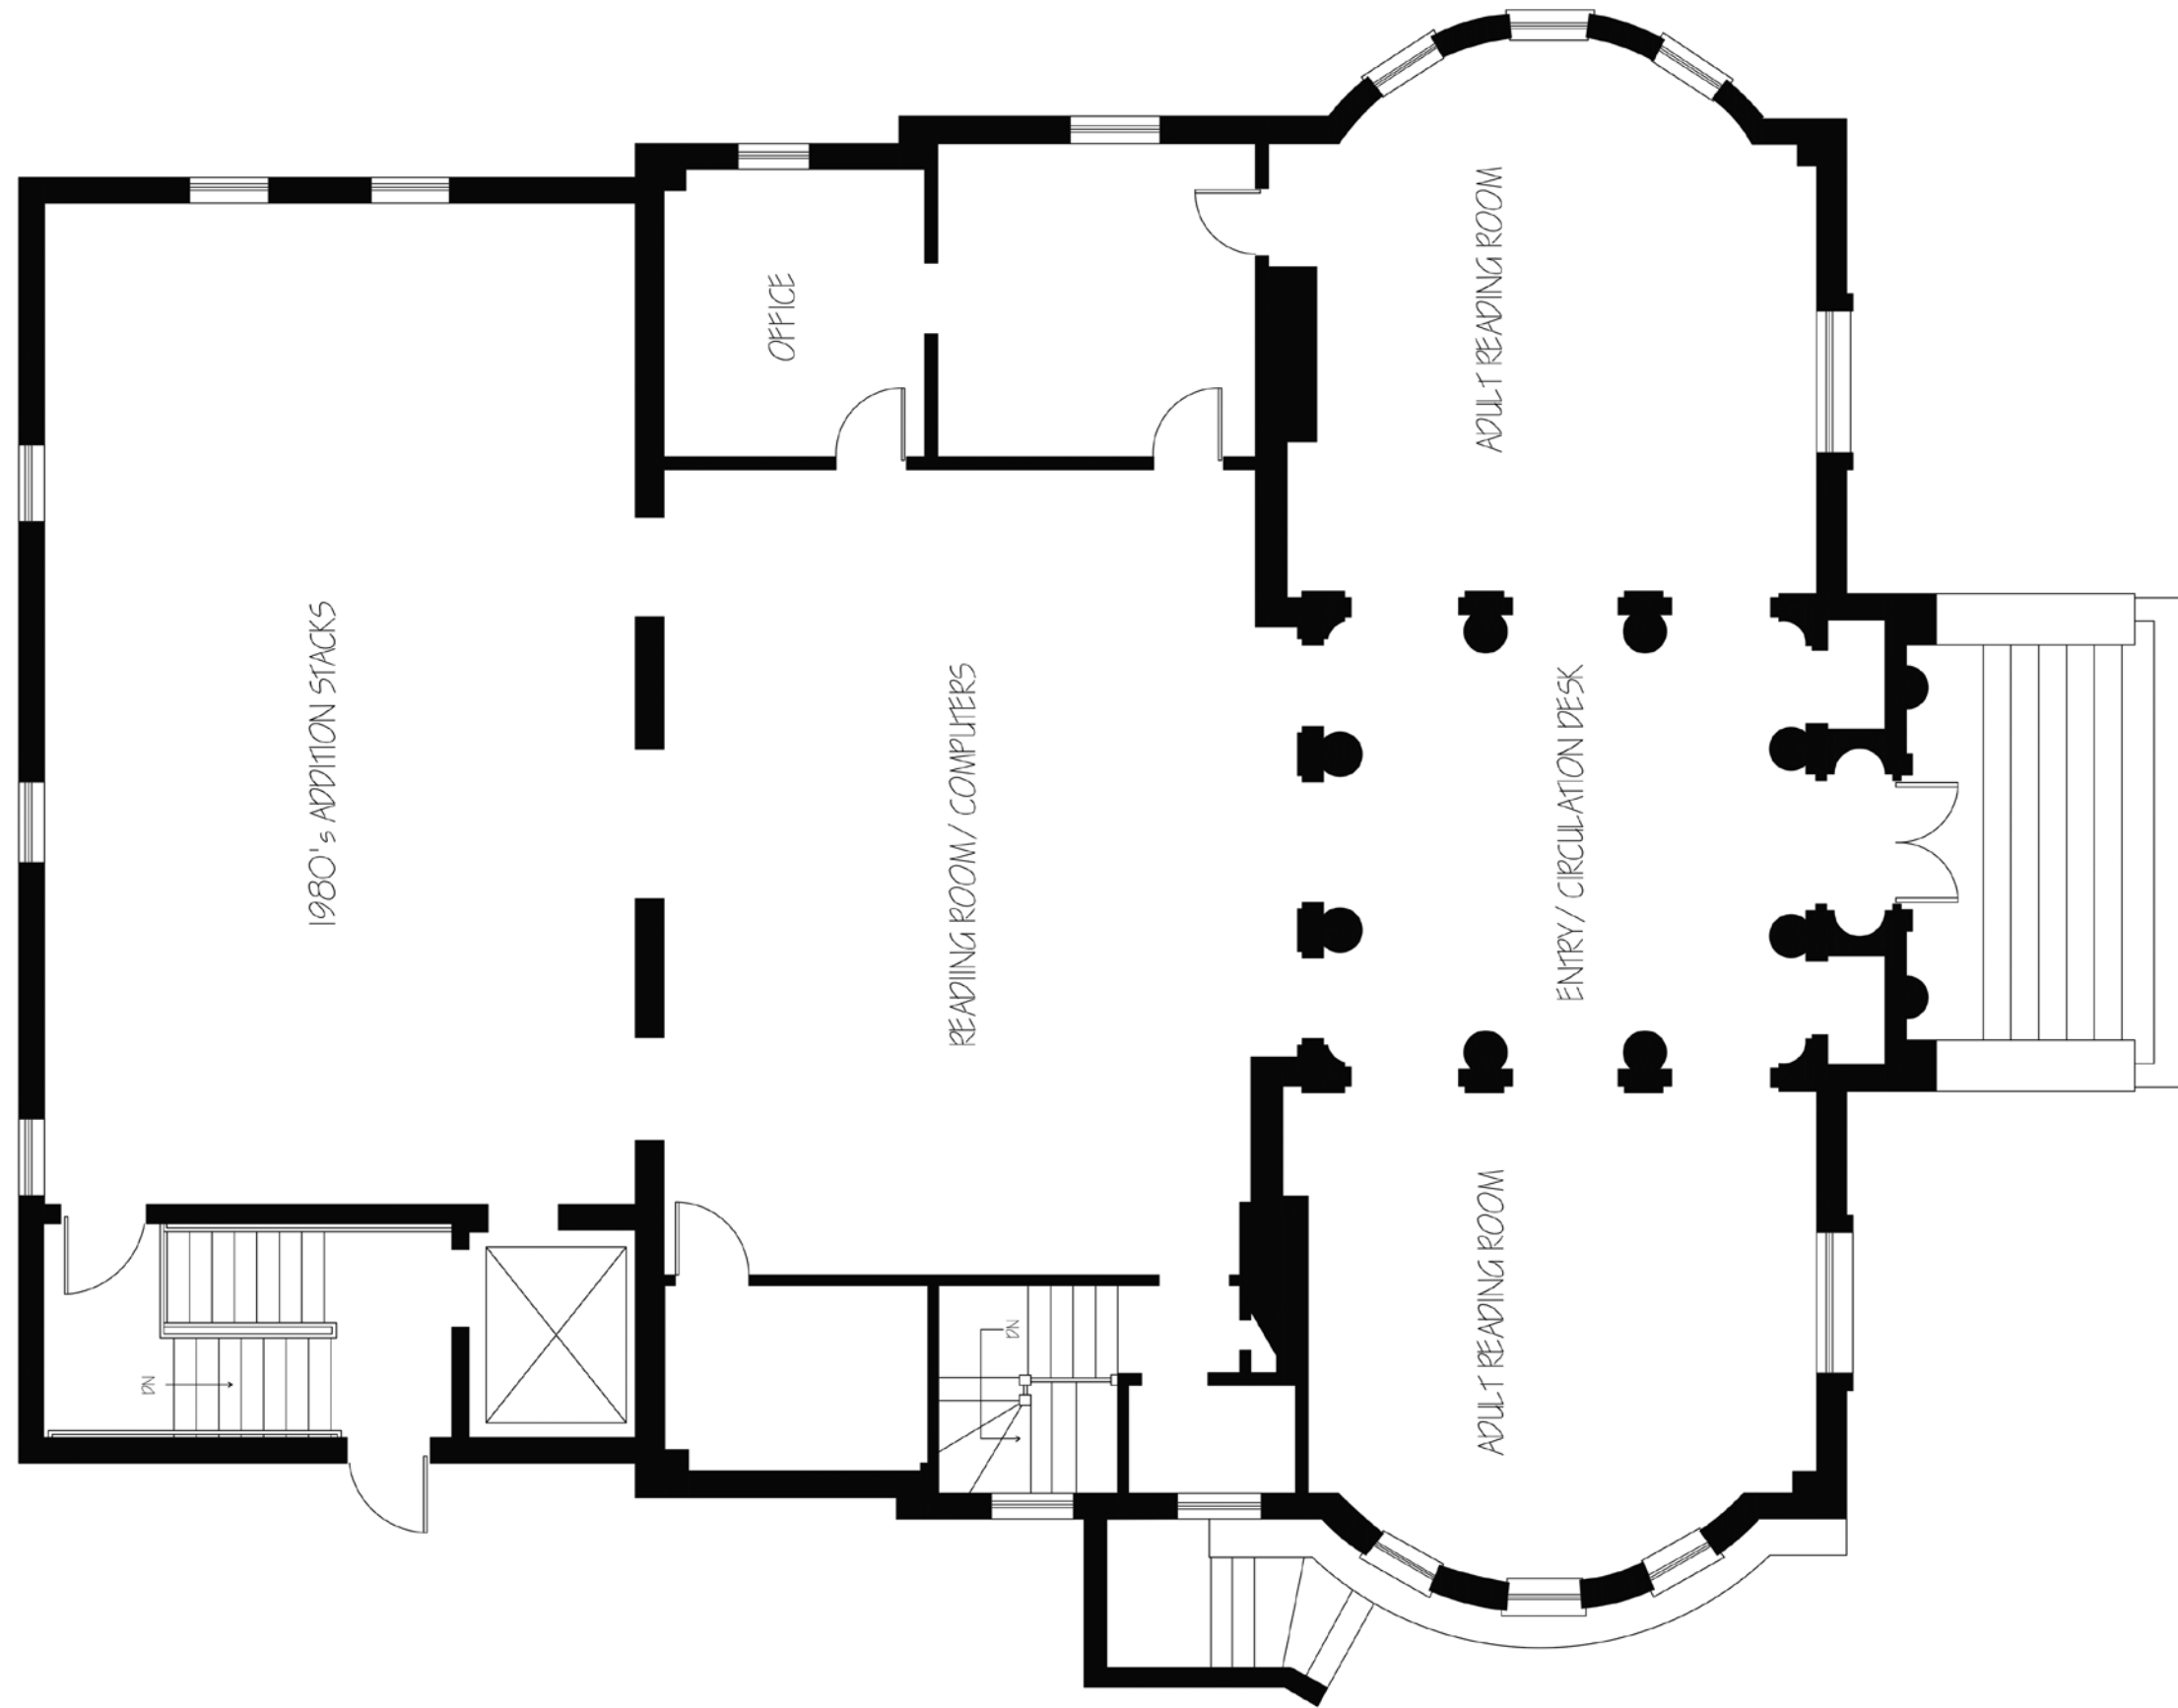 1980's ADDITION STACKS
OFFICE
READING ROOM/ COMPUTERS
ADULT READING ROOM
ENTRY/ CIRCULATION DESK
ADULT READING ROOM
DN
DN